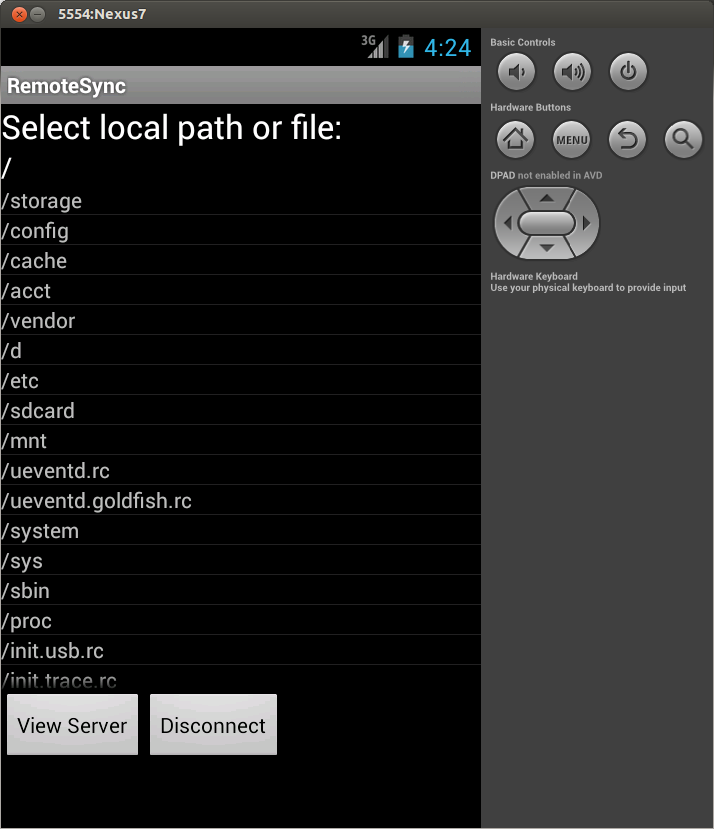 5554:Nexus7
3G 4:24
RemoteSync
Select local path or file:
/
/storage
/config
/cache
/acct
/vendor
/d
/etc
/sdcard
/mnt
/ueventd.rc
/ueventd.goldfish.rc
/system
/sys
/sbin
/proc
/init.usb.rc
/init.trace.rc
View Server Disconnect
Basic Controls
Hardware Buttons
MENU
DPAD not enabled in AVD
Hardware Keyboard
Use your physical keyboard to provide input